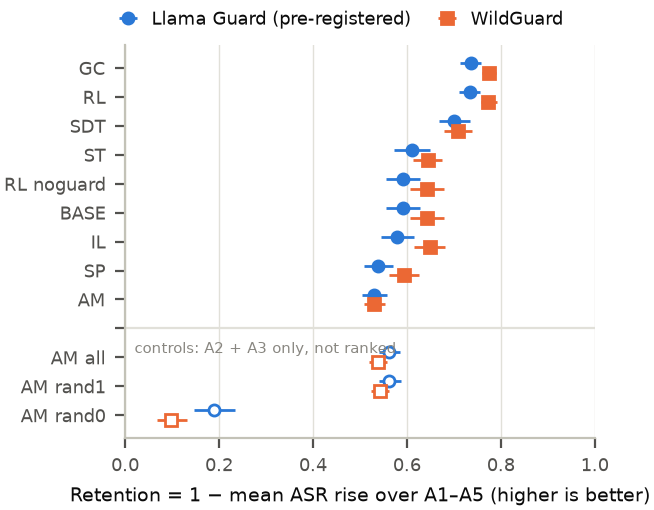 Llama Guard (pre-registered) WildGuard
GC
RL
SDT
ST
RL noguard
BASE
IL
SP
AM
controls: A2 + A3 only, not ranked
AM all
AM rand1
AM rand0
0.0 0.2 0.4 0.6 0.8 1.0
Retention = 1 − mean ASR rise over A1–A5 (higher is better)